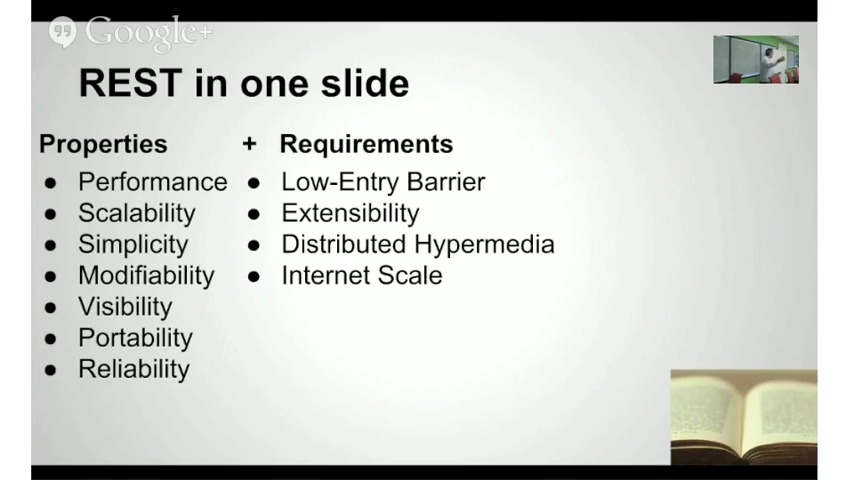 Google+
REST in one slide
Properties + Requirements
● Performance ● Low-Entry Barrier
● Scalability ● Extensibility
● Simplicity ● Distributed Hypermedia
● Modifiability ● Internet Scale
● Visibility
● Portability
● Reliability